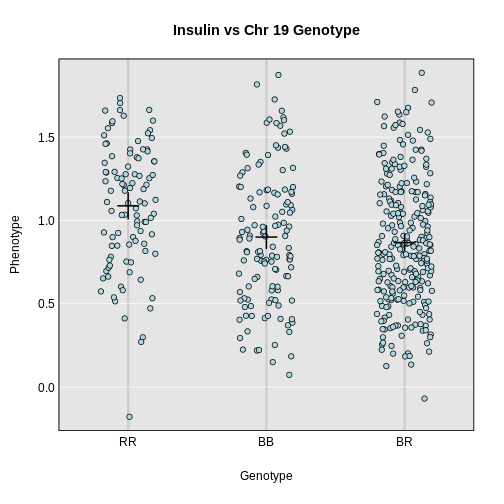 Insulin vs Chr 19 Genotype
Phenotype
1.5
1.0
0.5
0.0
RR BB BR
Genotype